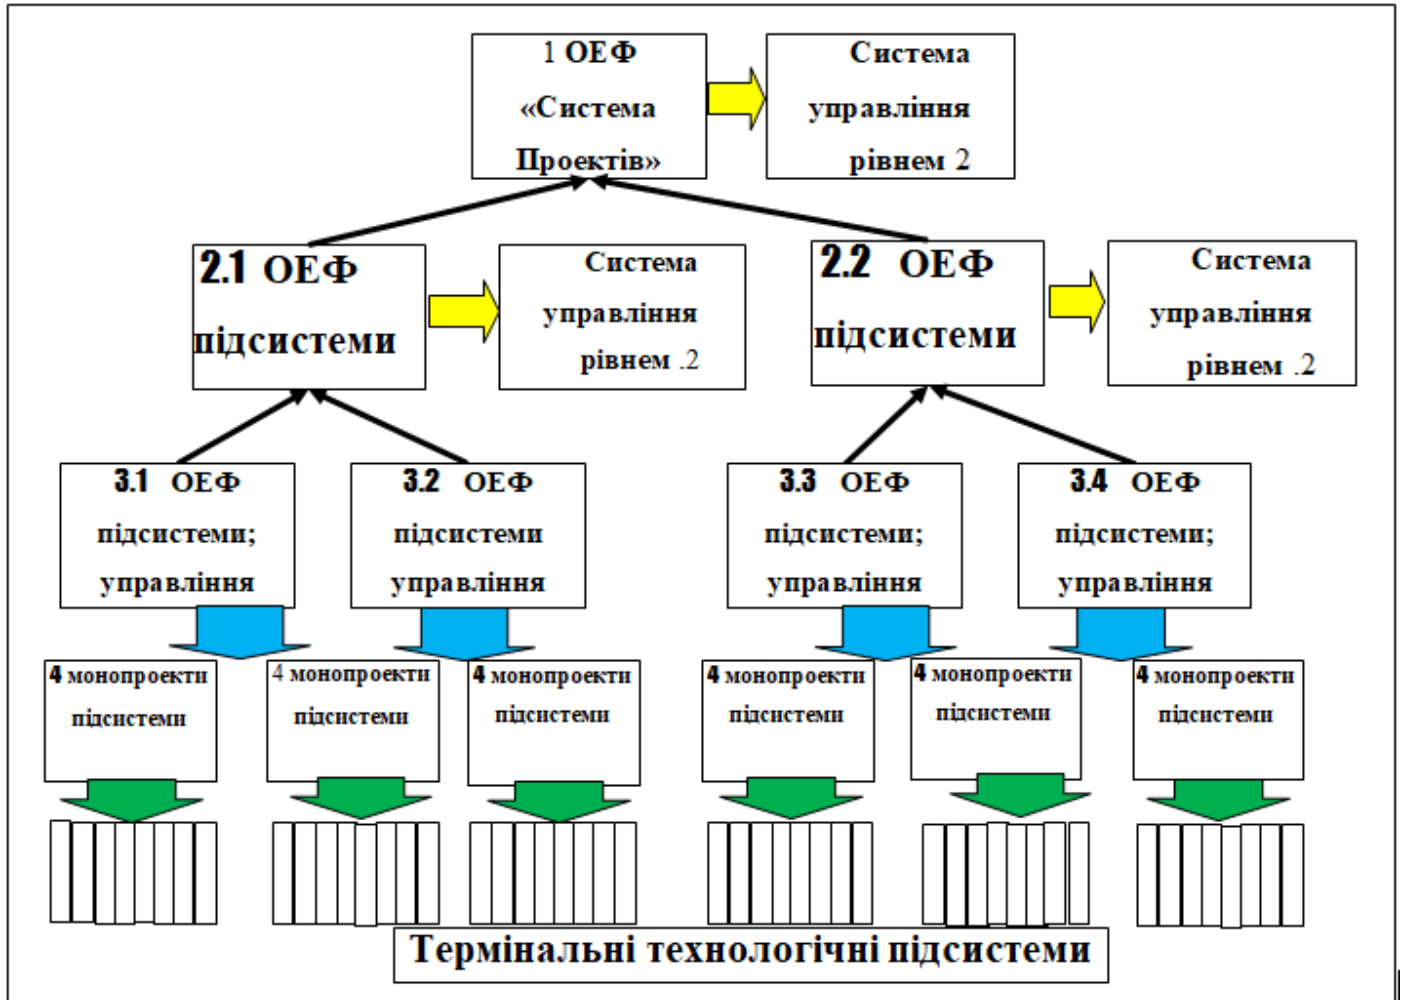 1 ОЕФ
«Система
Проектів»
Система
управління
рівнем 2
2.1 ОЕФ
підсистеми
Система
управління
рівнем .2
2.2 ОЕФ
підсистеми
Система
управління
рівнем .2
3.1 ОЕФ
підсистеми;
управління
3.2 ОЕФ
підсистеми
управління
3.3 ОЕФ
підсистеми;
управління
3.4 ОЕФ
підсистеми;
управління
4 монопроекти
підсистеми
4 монопроекти
підсистеми
4 монопроекти
підсистеми
4 монопроекти
підсистеми
4 монопроекти
підсистеми
4 монопроекти
підсистеми
Термінальні технологічні підсистеми